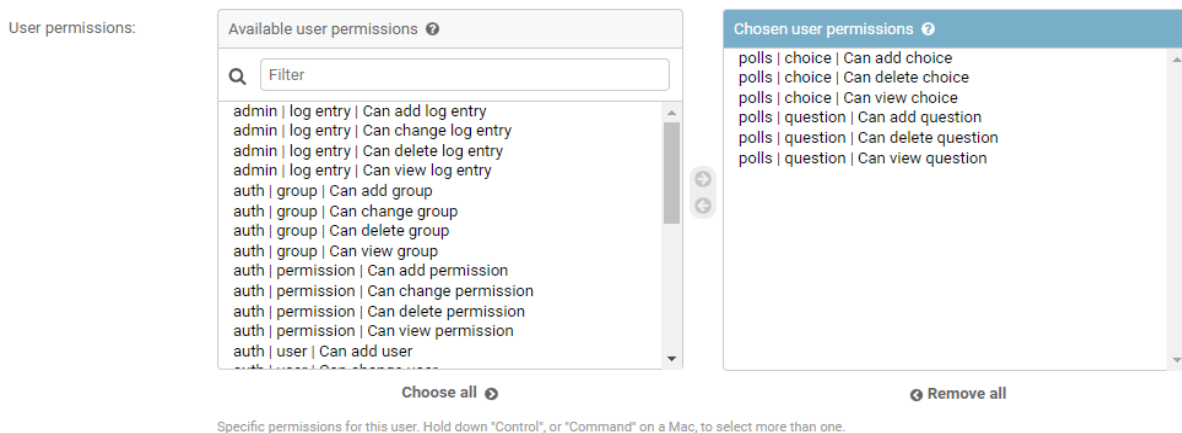 User permissions:
Available user permissions
Filter
admin | log entry | Can add log entry
admin | log entry | Can change log entry
admin | log entry | Can delete log entry
admin | log entry | Can view log entry
auth | group | Can add group
auth | group | Can change group
auth | group | Can delete group
auth | group | Can view group
auth | permission | Can add permission
auth | permission | Can change permission
auth | permission | Can delete permission
auth | permission | Can view permission
auth | user | Can add user
auth | user | Can change user
Choose all
Chosen user permissions
polls | choice | Can add choice
polls | choice | Can delete choice
polls | choice | Can view choice
polls | question | Can add question
polls | question | Can delete question
polls | question | Can view question
Remove all
Specific permissions for this user. Hold down "Control", or "Command" on a Mac, to select more than one.